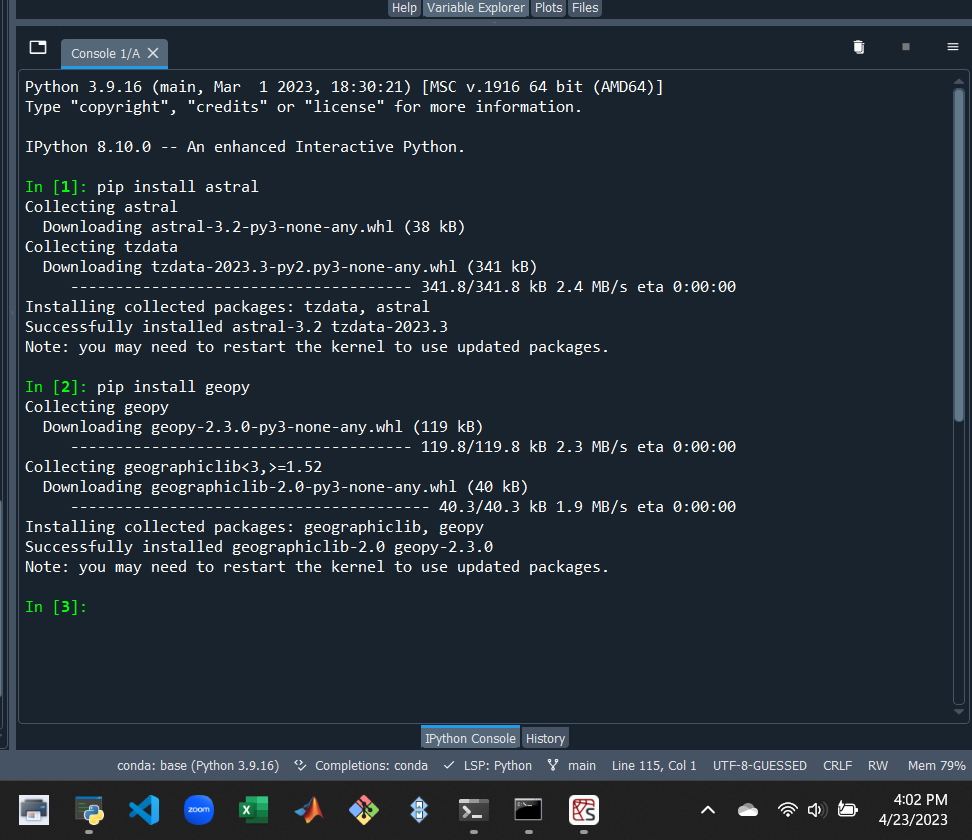 Help Variable Explorer Plots Files
Console 1/A
Python 3.9.16 (main, Mar  1 2023, 18:30:21) [MSC v.1916 64 bit (AMD64)]
Type "copyright", "credits" or "license" for more information.
IPython 8.10.0 -- An enhanced Interactive Python.
In [1]: pip install astral
Collecting astral
  Downloading astral-3.2-py3-none-any.whl (38 kB)
Collecting tzdata
  Downloading tzdata-2023.3-py2.py3-none-any.whl (341 kB)
     -------------------------------------- 341.8/341.8 kB 2.4 MB/s eta 0:00:00
Installing collected packages: tzdata, astral
Successfully installed astral-3.2 tzdata-2023.3
Note: you may need to restart the kernel to use updated packages.
In [2]: pip install geopy
Collecting geopy
  Downloading geopy-2.3.0-py3-none-any.whl (119 kB)
     -------------------------------------- 119.8/119.8 kB 2.3 MB/s eta 0:00:00
Collecting geographiclib<3,>=1.52
  Downloading geographiclib-2.0-py3-none-any.whl (40 kB)
     ---------------------------------------- 40.3/40.3 kB 1.9 MB/s eta 0:00:00
Installing collected packages: geographiclib, geopy
Successfully installed geographiclib-2.0 geopy-2.3.0
Note: you may need to restart the kernel to use updated packages.
In [3]:
IPython Console History
conda: base (Python 3.9.16) Completions: conda LSP: Python main Line 115, Col 1 UTF-8-GUESSED CRLF RW Mem 79%
zoom
4:02 PM
4/23/2023